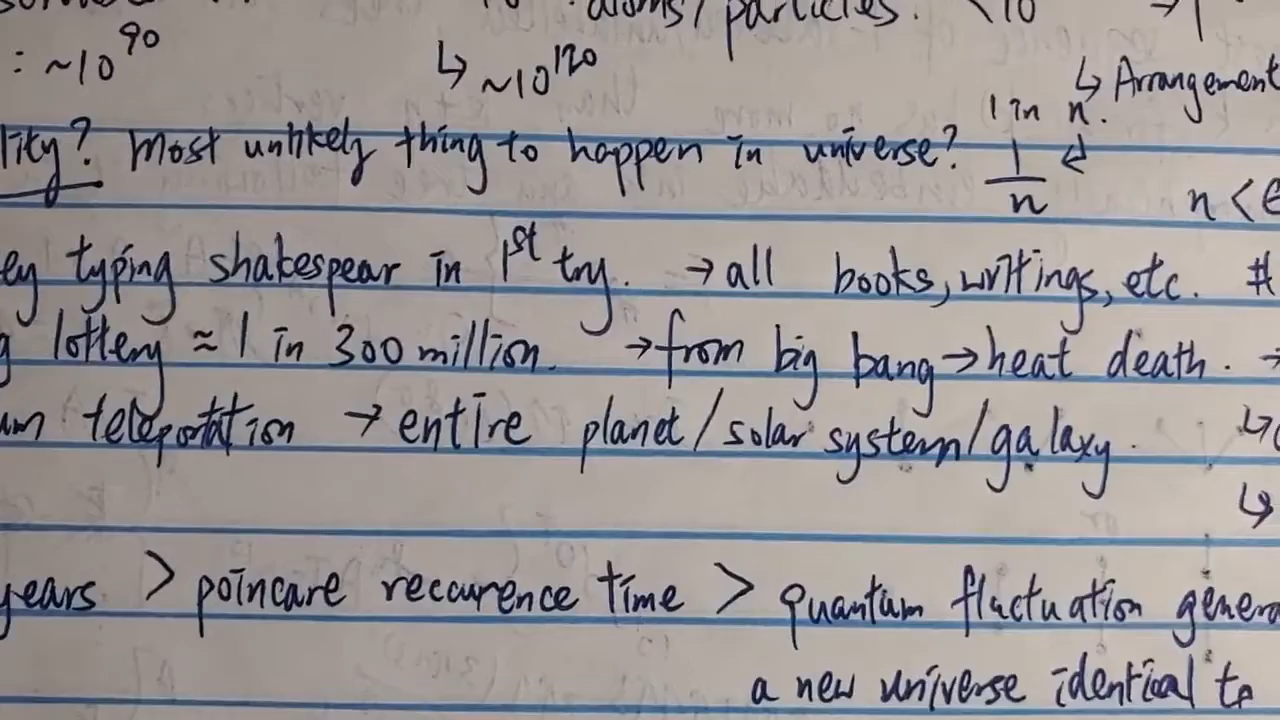 atoms/particles. <10 →
: ~10^90 ↳ ~10^120 ↳ Arrangement
1 in n.
lity? Most unlikely thing to happen in universe? 1/n n <
ey typing shakespear in 1st try. → all books, writings, etc. #
g lottery ≈ 1 in 300 million. → from big bang → heat death. →
um teleportation → entire planet/solar system/galaxy. ↳
↳
years > poincare recurence time > quantum fluctuation genera
a new universe identical to